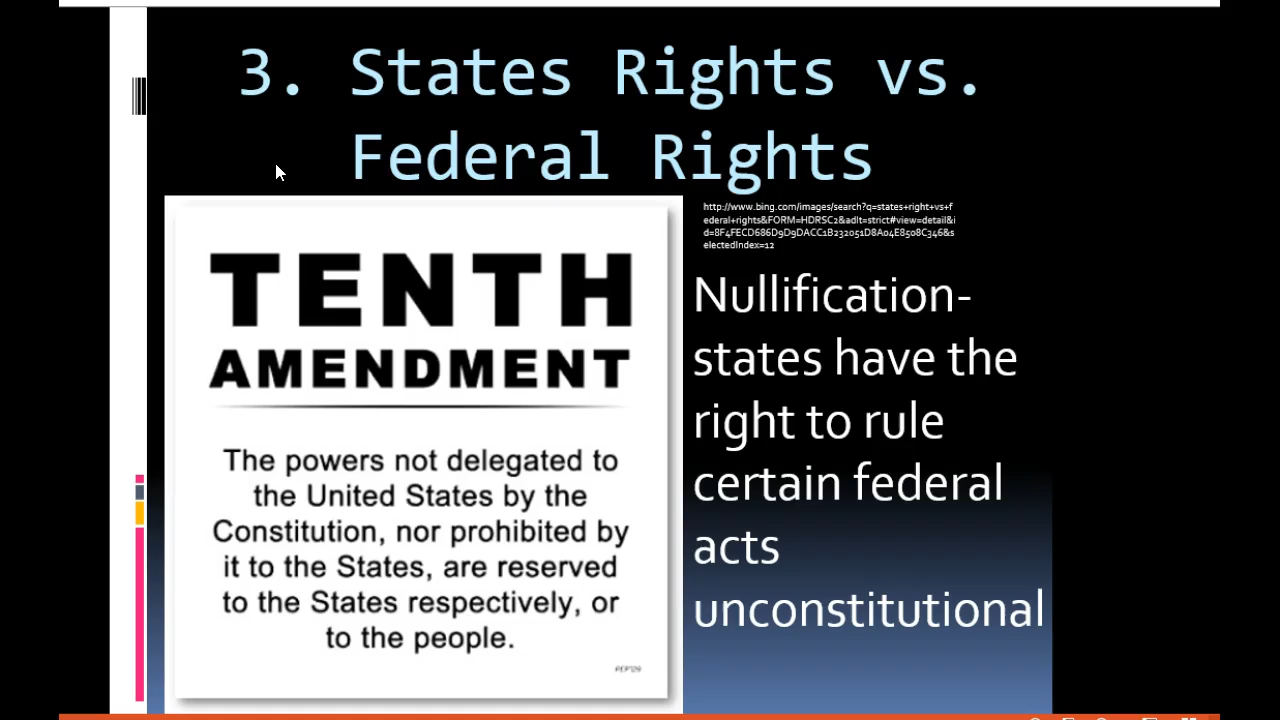 3. States Rights vs.
Federal Rights
http://www.bing.com/images/search?q=states+right+vs+f
ederal+rights&FORM=HDRSC2&adlt=strict#view=detail&i
d=8F4FECD686D9D9DACC1B232051D8A04E8508C346&s
electedIndex=12
TENTH
AMENDMENT
The powers not delegated to
the United States by the
Constitution, nor prohibited by
it to the States, are reserved
to the States respectively, or
to the people.
Nullification-
states have the
right to rule
certain federal
acts
unconstitutional